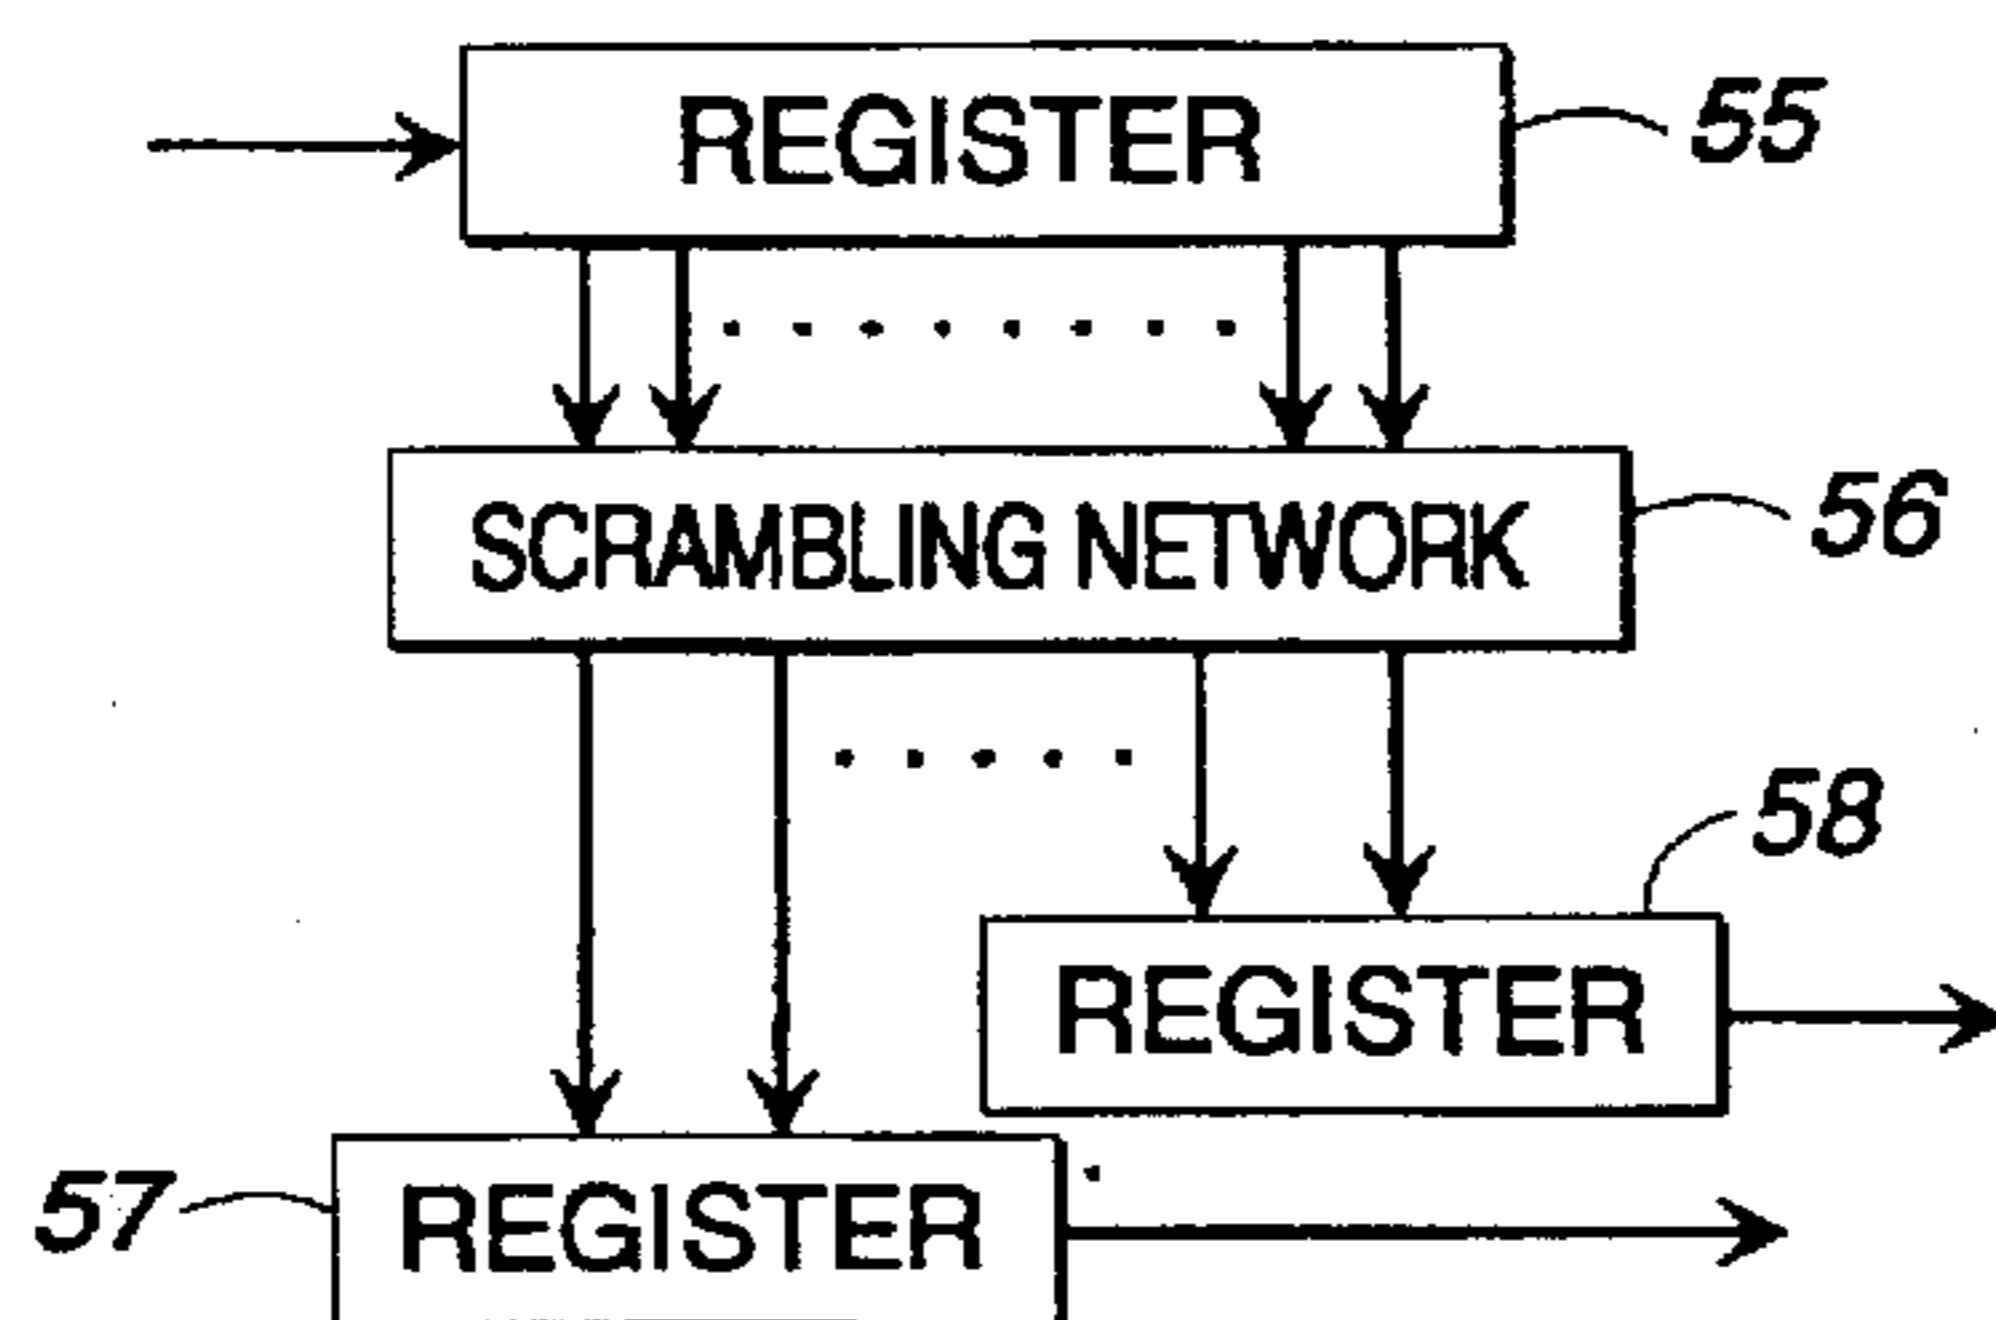 REGISTER 55
SCRAMBLING NETWORK 56
58
REGISTER
57 REGISTER